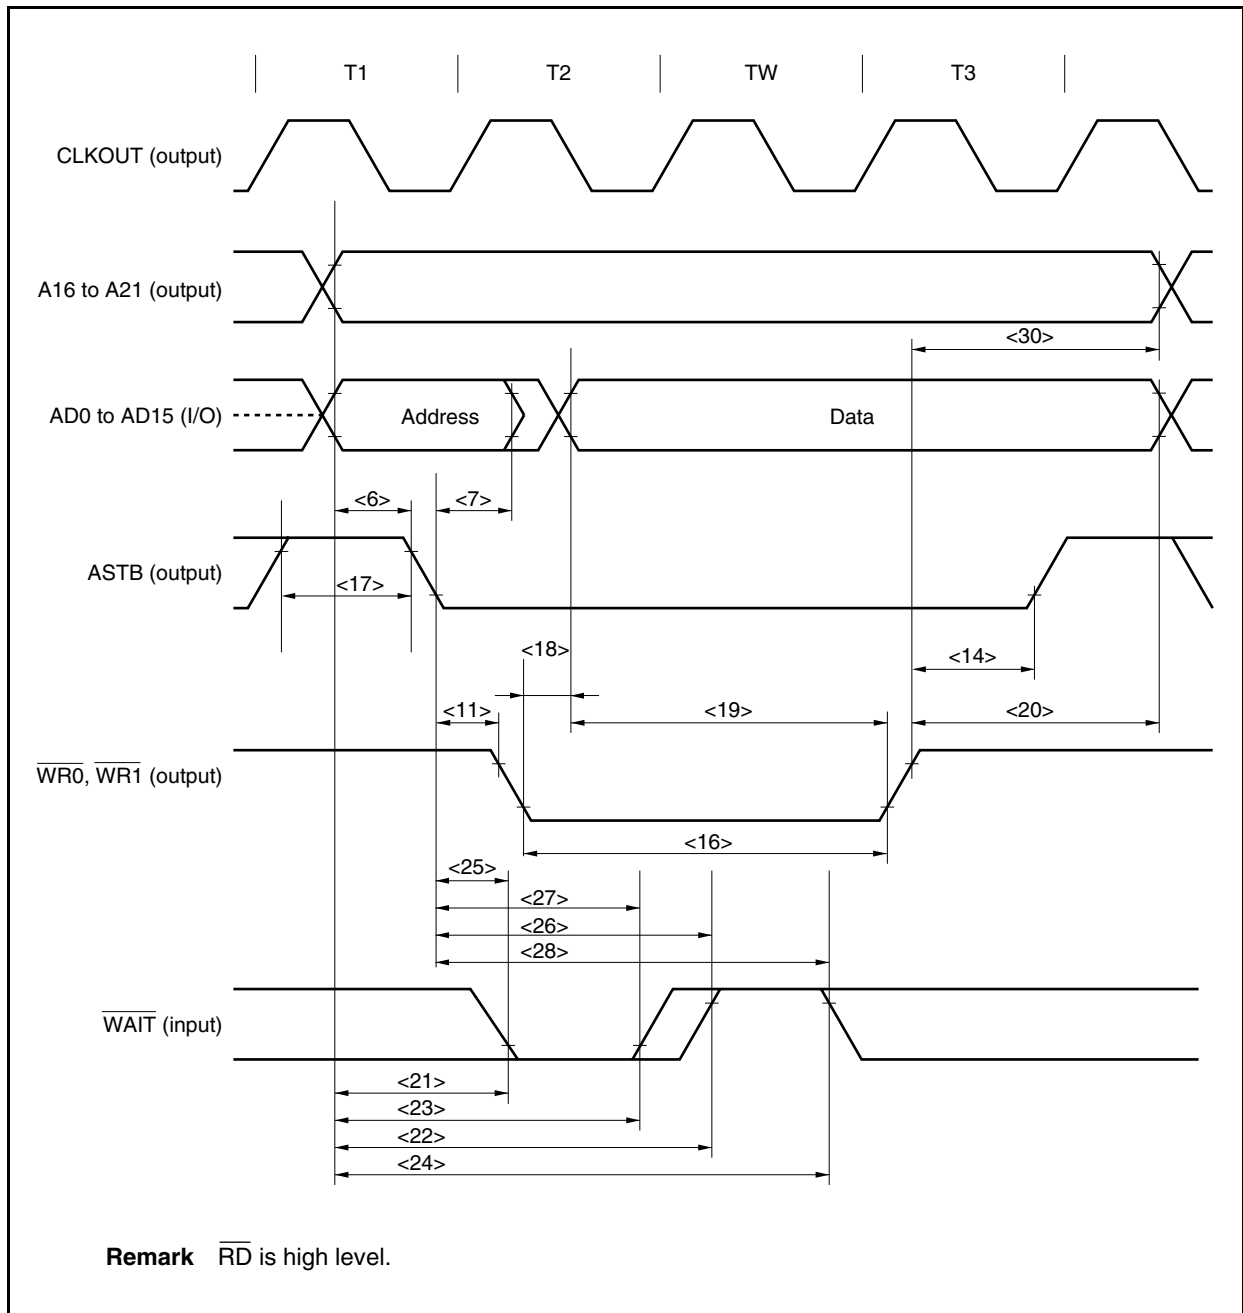 T1 T2 TW T3
CLKOUT (output)
A16 to A21 (output)
<30>
AD0 to AD15 (I/O) Address Data
<6> <7>
ASTB (output)
<17>
<18> <14>
<11> <19> <20>
WR0, WR1 (output)
<16>
<25>
<27>
<26>
<28>
WAIT (input)
<21>
<23>
<22>
<24>
Remark RD is high level.